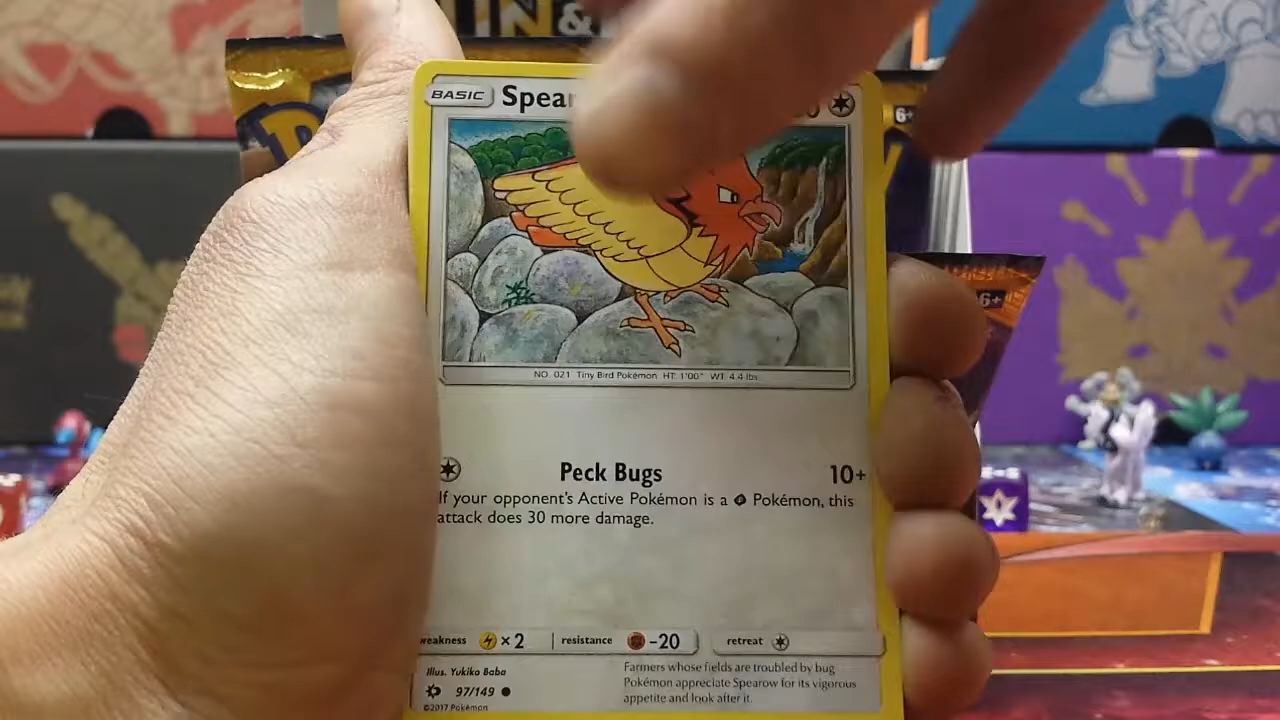 UN &
6+
BASIC Spear
6+
NO. 021 Tiny Bird Pokémon HT: 1'00" WT: 4.4 lbs.
Peck Bugs 10+
If your opponent's Active Pokémon is a Pokémon, this
attack does 30 more damage.
weakness ×2 resistance -20 retreat
Illus. Yukiko Baba
97/149
©2017 Pokémon
Farmers whose fields are troubled by bug
Pokémon appreciate Spearow for its vigorous
appetite and look after it.